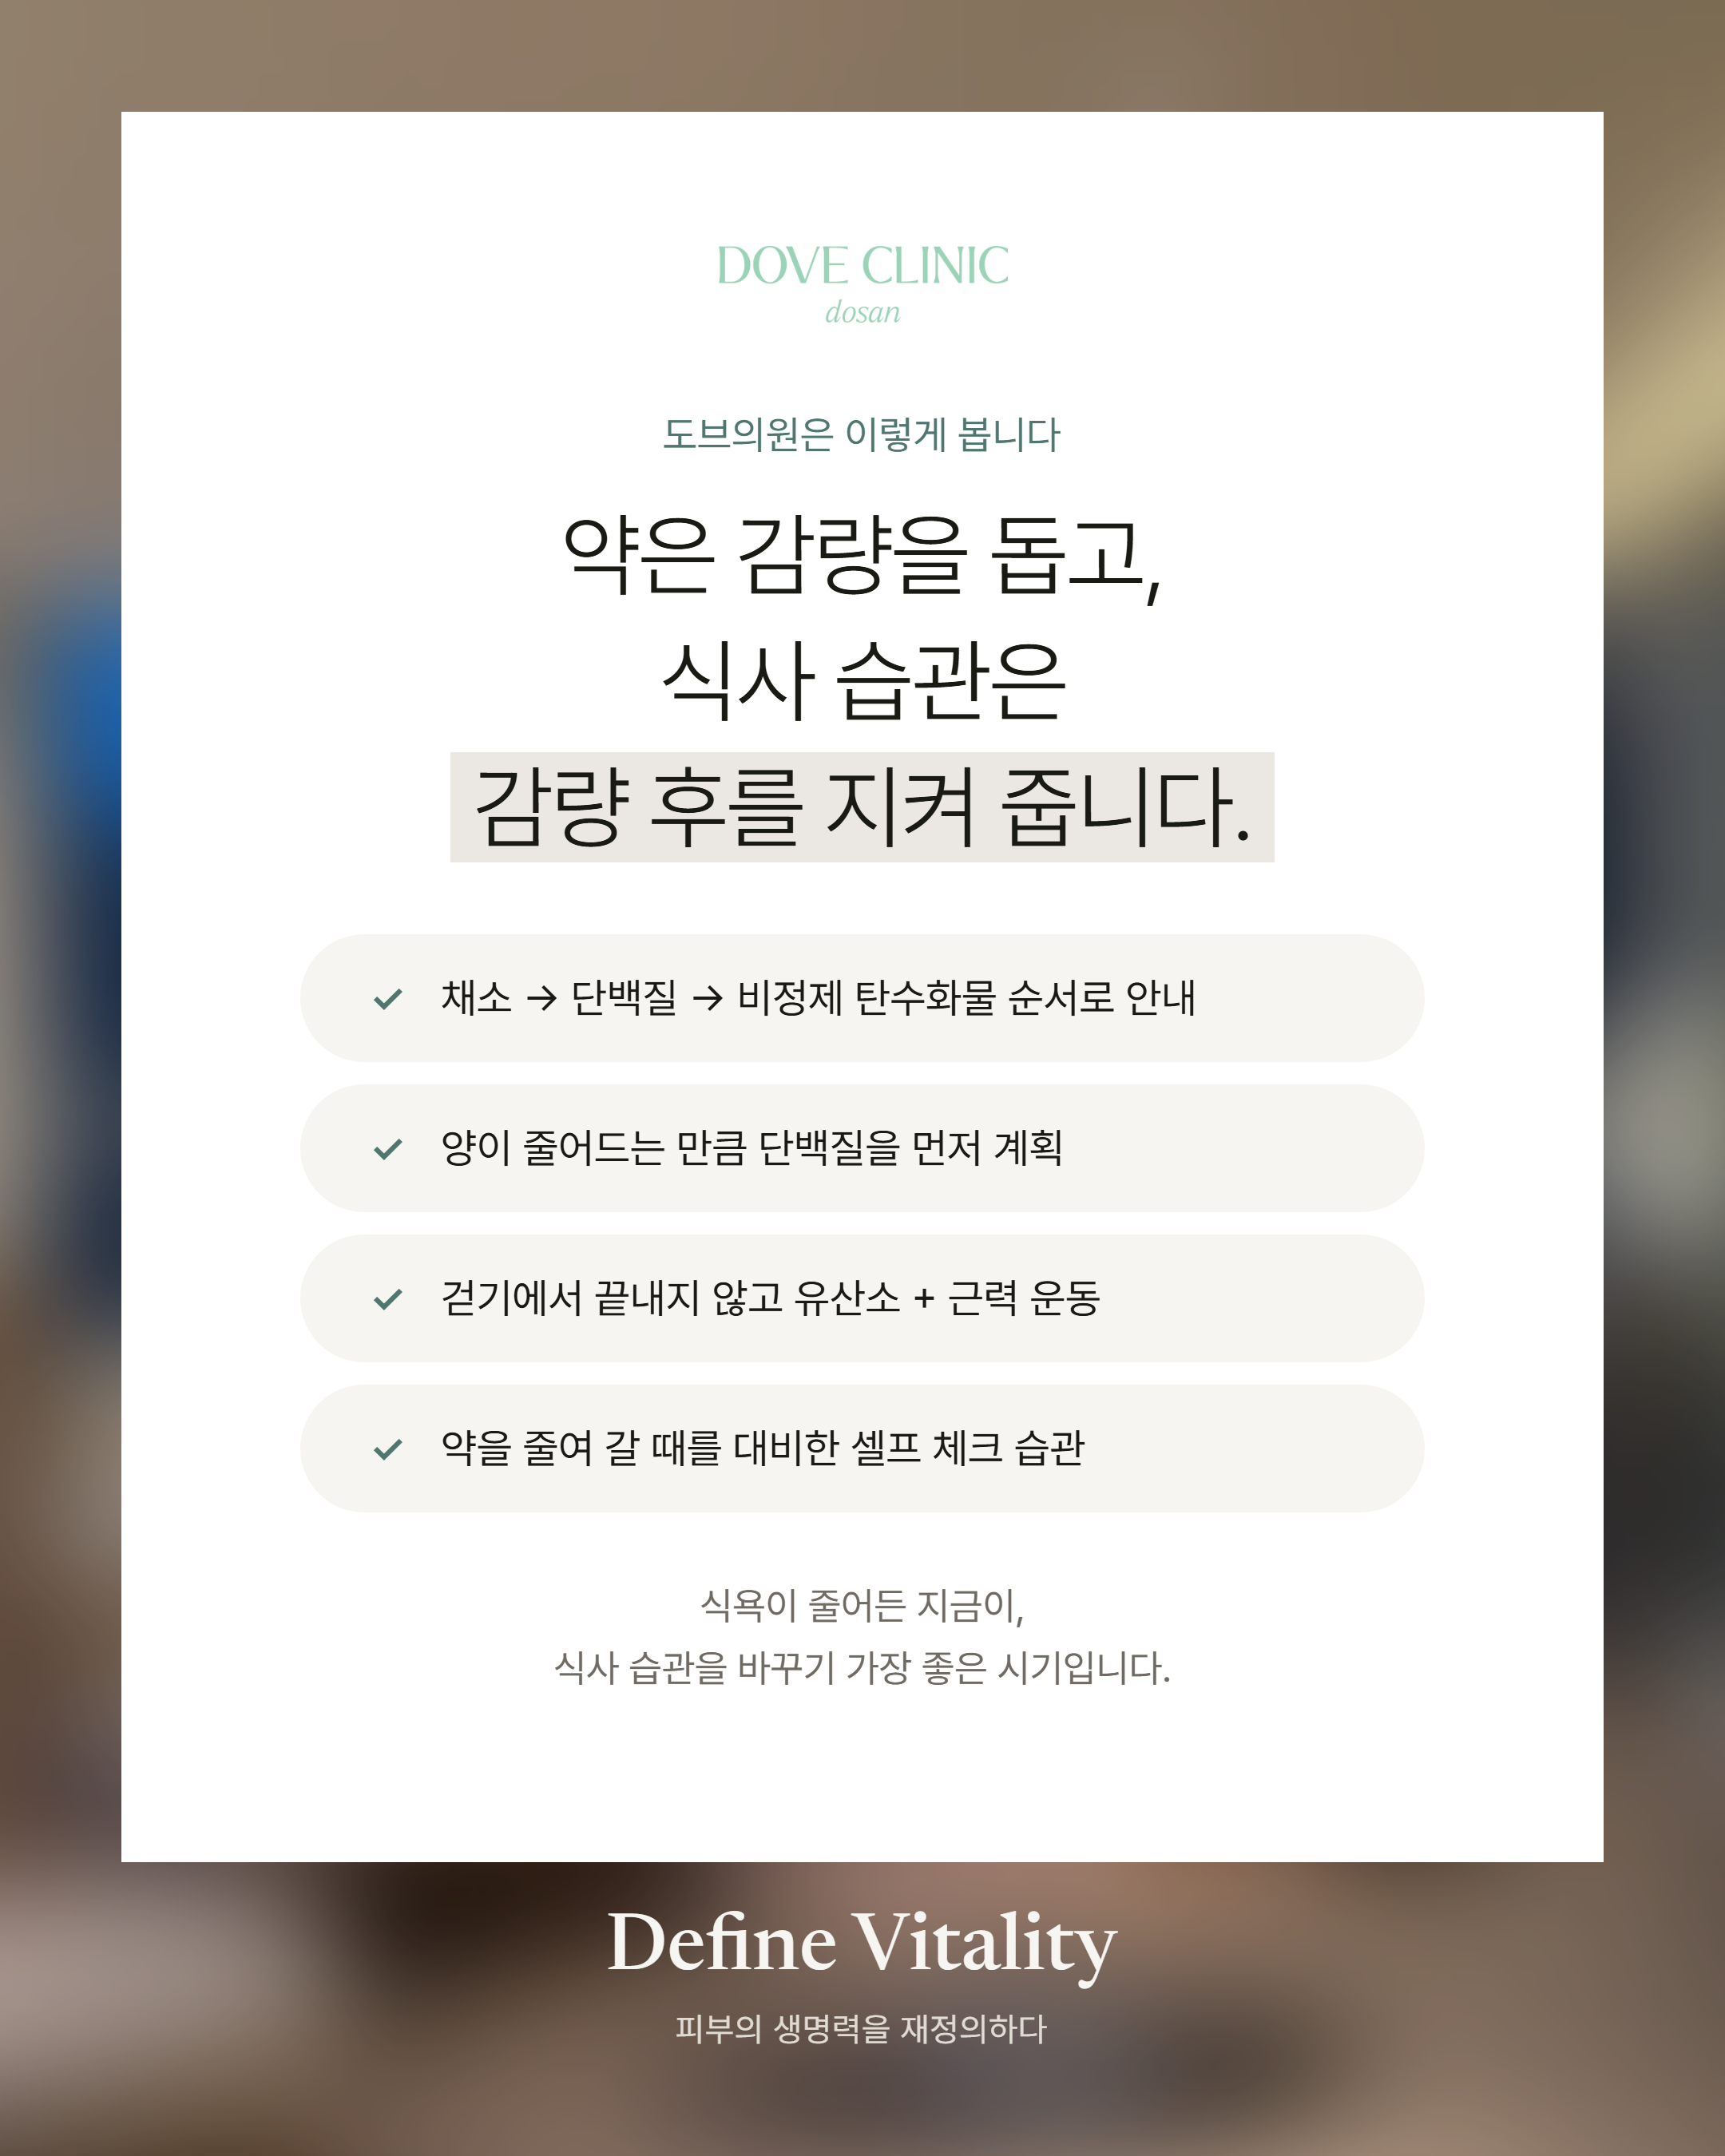 DOVE CLINIC
dosan
도브의원은 이렇게 봅니다
약은 감량을 돕고,
식사 습관은
감량 후를 지켜 줍니다.
채소 → 단백질 → 비정제 탄수화물 순서로 안내
양이 줄어드는 만큼 단백질을 먼저 계획
걷기에서 끝내지 않고 유산소 + 근력 운동
약을 줄여 갈 때를 대비한 셀프 체크 습관
식욕이 줄어든 지금이,
식사 습관을 바꾸기 가장 좋은 시기입니다.
Define Vitality
피부의 생명력을 재정의하다